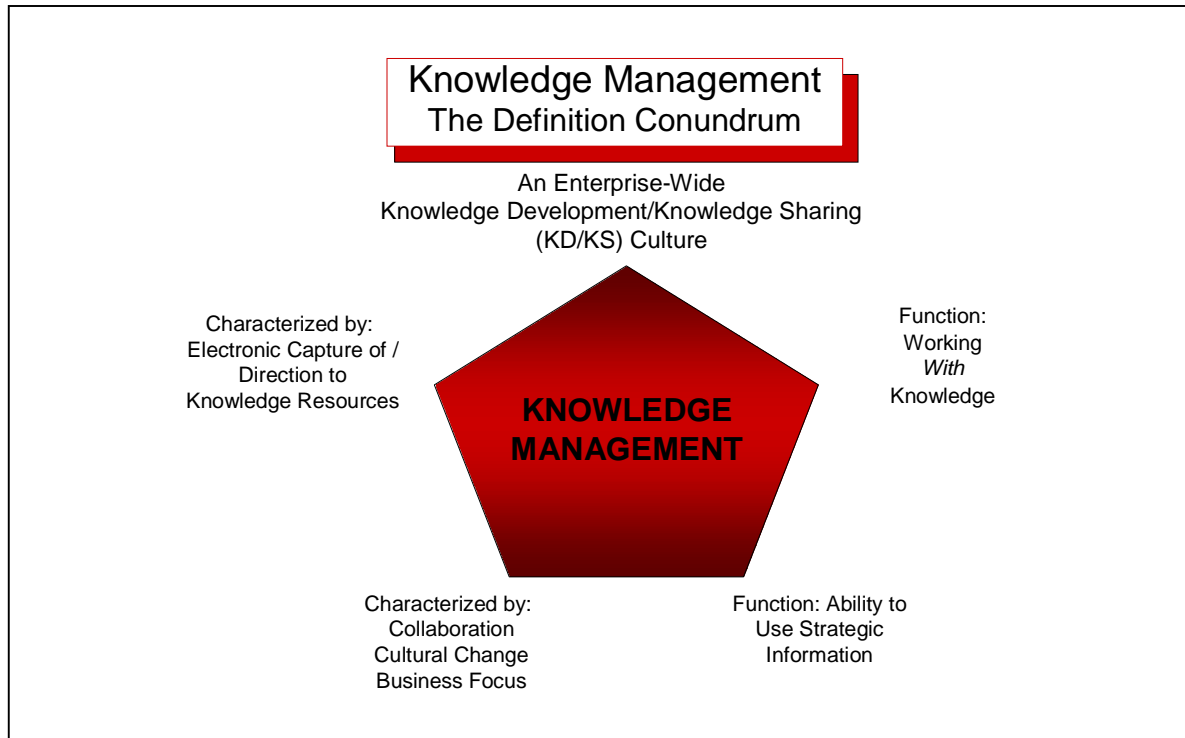 Knowledge Management
The Definition Conundrum
An Enterprise-Wide
Knowledge Development/Knowledge Sharing
(KD/KS) Culture
Characterized by:
Electronic Capture of /
Direction to
Knowledge Resources
Function:
Working
With
Knowledge
KNOWLEDGE
MANAGEMENT
Characterized by:
Collaboration
Cultural Change
Business Focus
Function: Ability to
Use Strategic
Information